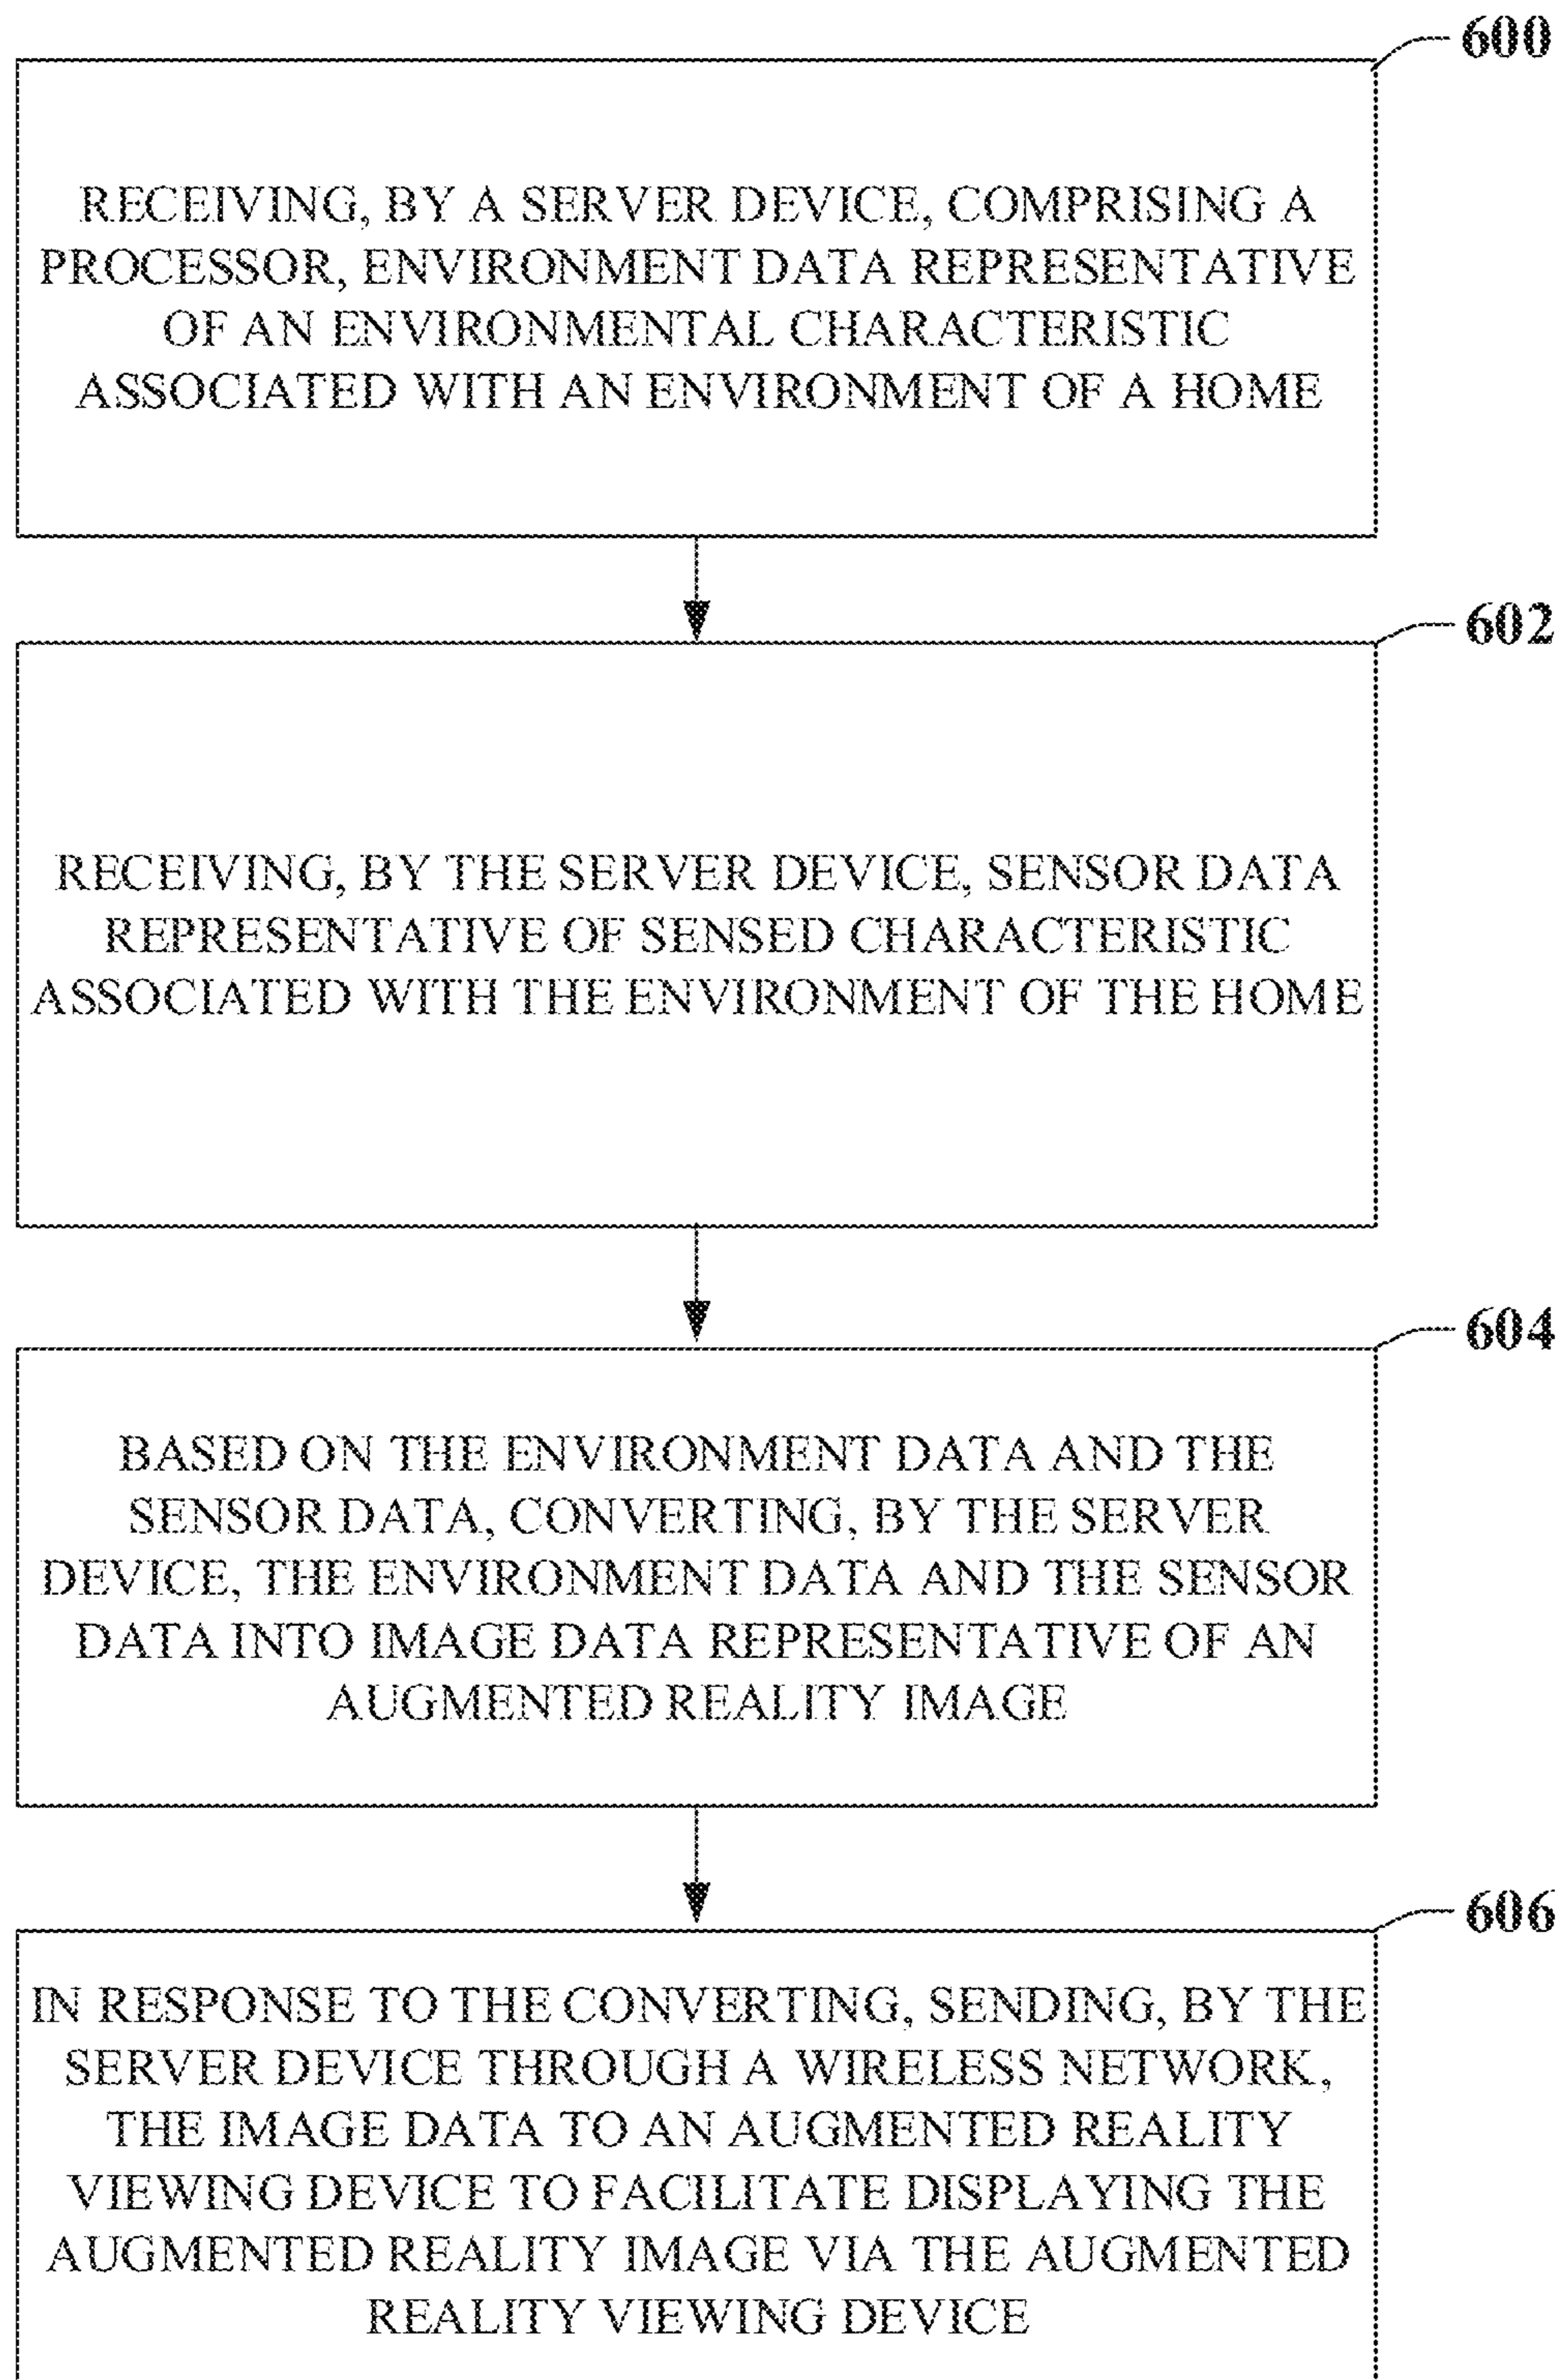 600
RECEIVING, BY A SERVER DEVICE, COMPRISING A
PROCESSOR, ENVIRONMENT DATA REPRESENTATIVE
OF AN ENVIRONMENTAL CHARACTERISTIC
ASSOCIATED WITH AN ENVIRONMENT OF A HOME
602
RECEIVING, BY THE SERVER DEVICE, SENSOR DATA
REPRESENTATIVE OF SENSED CHARACTERISTIC
ASSOCIATED WITH THE ENVIRONMENT OF THE HOME
604
BASED ON THE ENVIRONMENT DATA AND THE
SENSOR DATA, CONVERTING, BY THE SERVER
DEVICE, THE ENVIRONMENT DATA AND THE SENSOR
DATA INTO IMAGE DATA REPRESENTATIVE OF AN
AUGMENTED REALITY IMAGE
606
IN RESPONSE TO THE CONVERTING, SENDING, BY THE
SERVER DEVICE THROUGH A WIRELESS NETWORK,
THE IMAGE DATA TO AN AUGMENTED REALITY
VIEWING DEVICE TO FACILITATE DISPLAYING THE
AUGMENTED REALITY IMAGE VIA THE AUGMENTED
REALITY VIEWING DEVICE